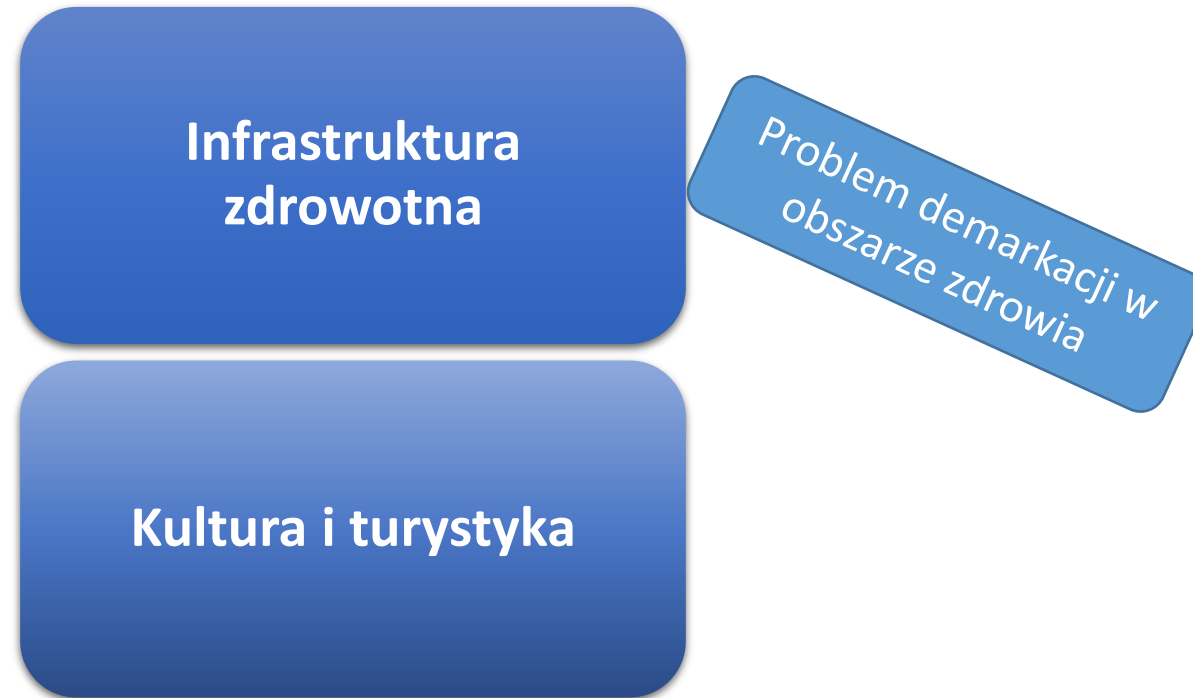 Infrastruktura
zdrowotna
Problem demarkacji w
obszarze zdrowia
Kultura i turystyka